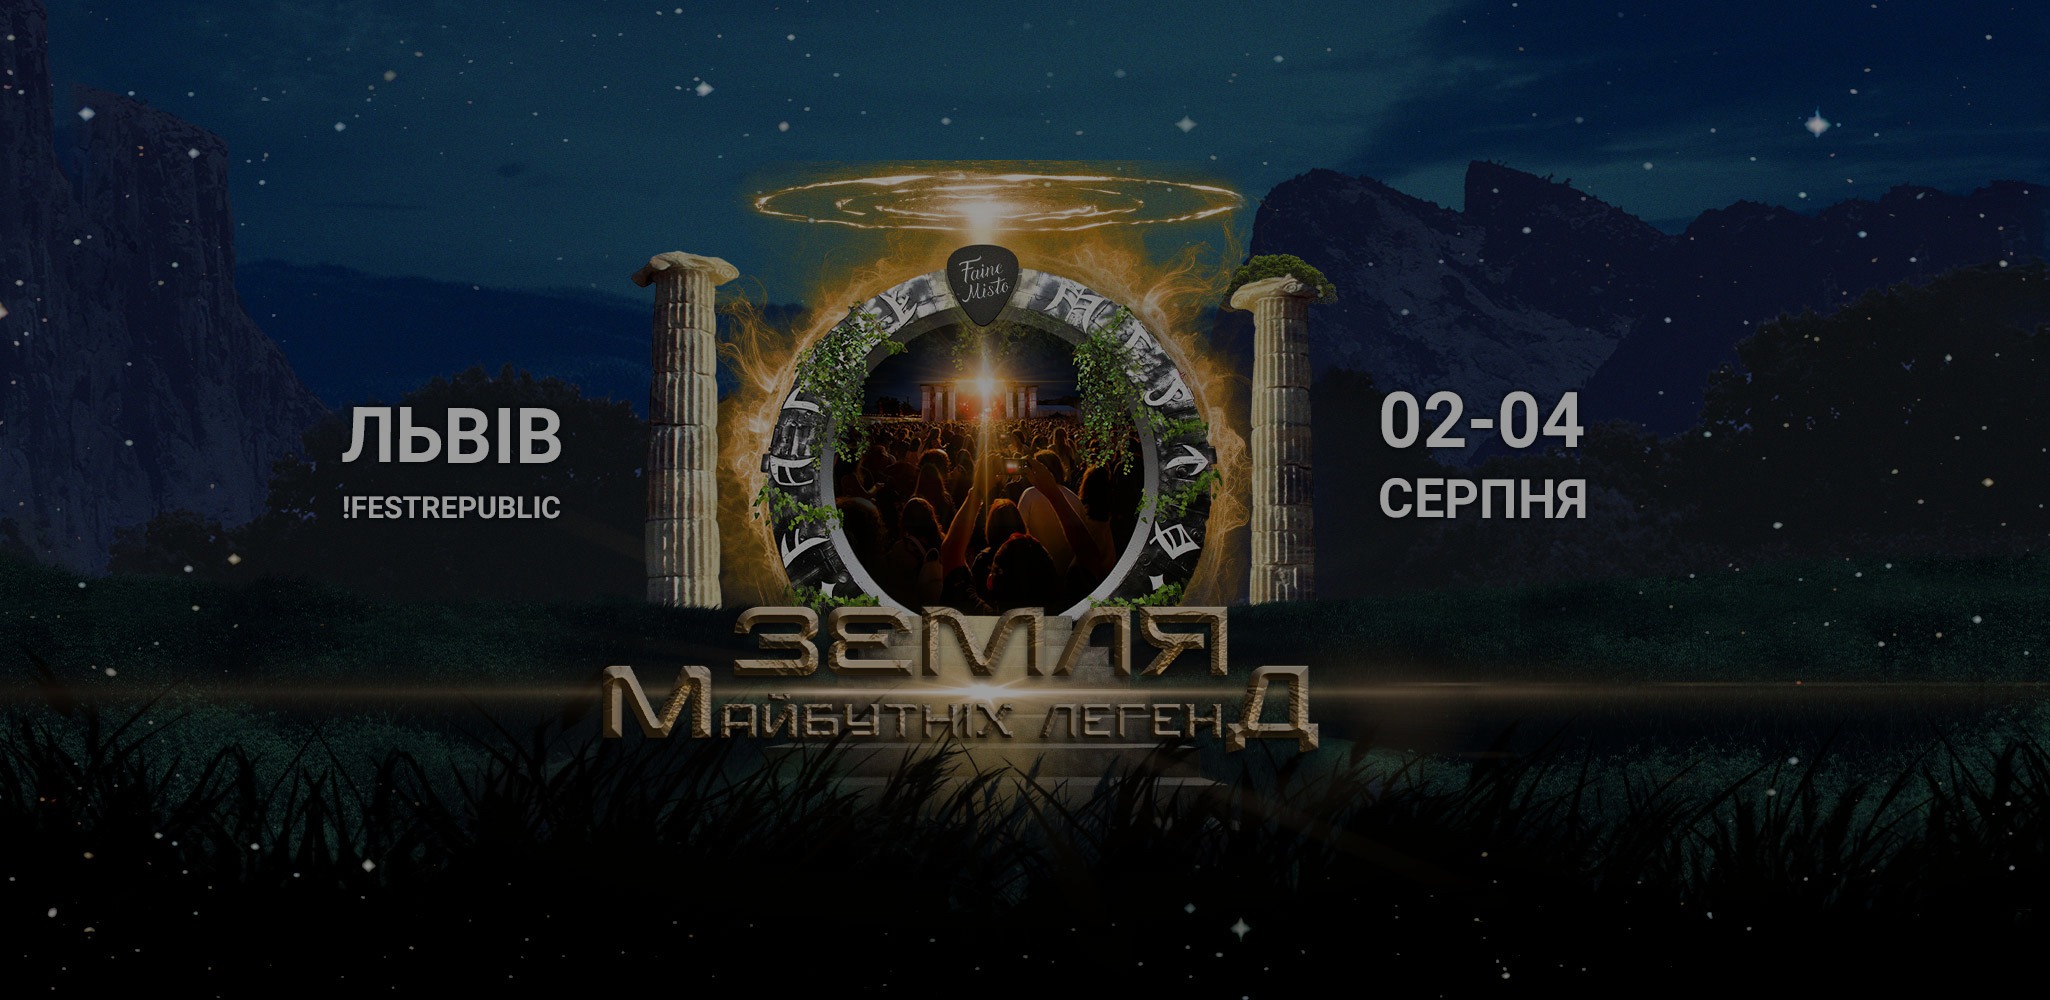 Faine
Misto
ЛЬВІВ
!FESTREPUBLIC
02-04
СЕРПНЯ
ЗЕМЛЯ
МАЙБУТНІХ ЛЕГЕНД